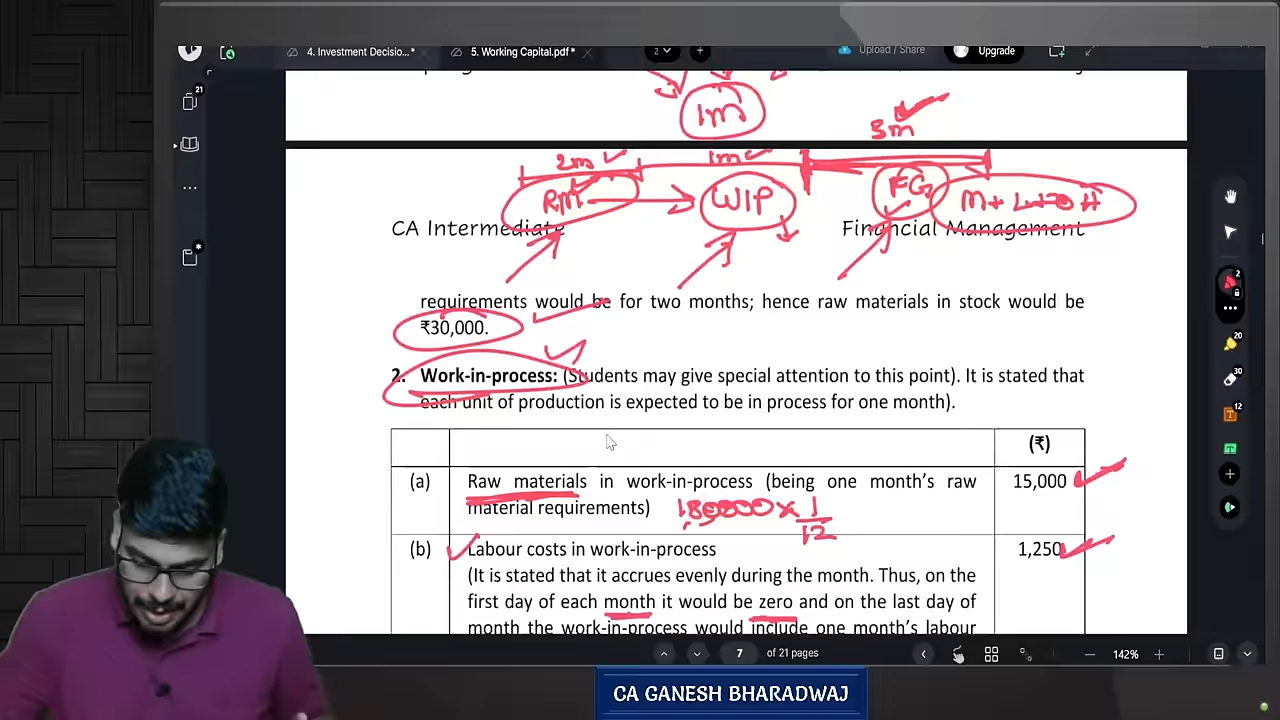 4. Investment Decisio...*
5. Working Capital.pdf*
2
Upload / Share
Upgrade
21
1m
3m
2m
1m
RM
WIP
FG
M+ L+O H
CA Intermediate
Financial Management
requirements would be for two months; hence raw materials in stock would be
₹30,000.
2. Work-in-process: (Students may give special attention to this point). It is stated that
each unit of production is expected to be in process for one month).
(₹)
(a) Raw materials in work-in-process (being one month's raw 15,000
material requirements) 180000 x 1/12
(b) Labour costs in work-in-process 1,250
(It is stated that it accrues evenly during the month. Thus, on the
first day of each month it would be zero and on the last day of
month the work-in-process would include one month's labour
2
20
30
12
7 of 21 pages
142%
CA GANESH BHARADWAJ